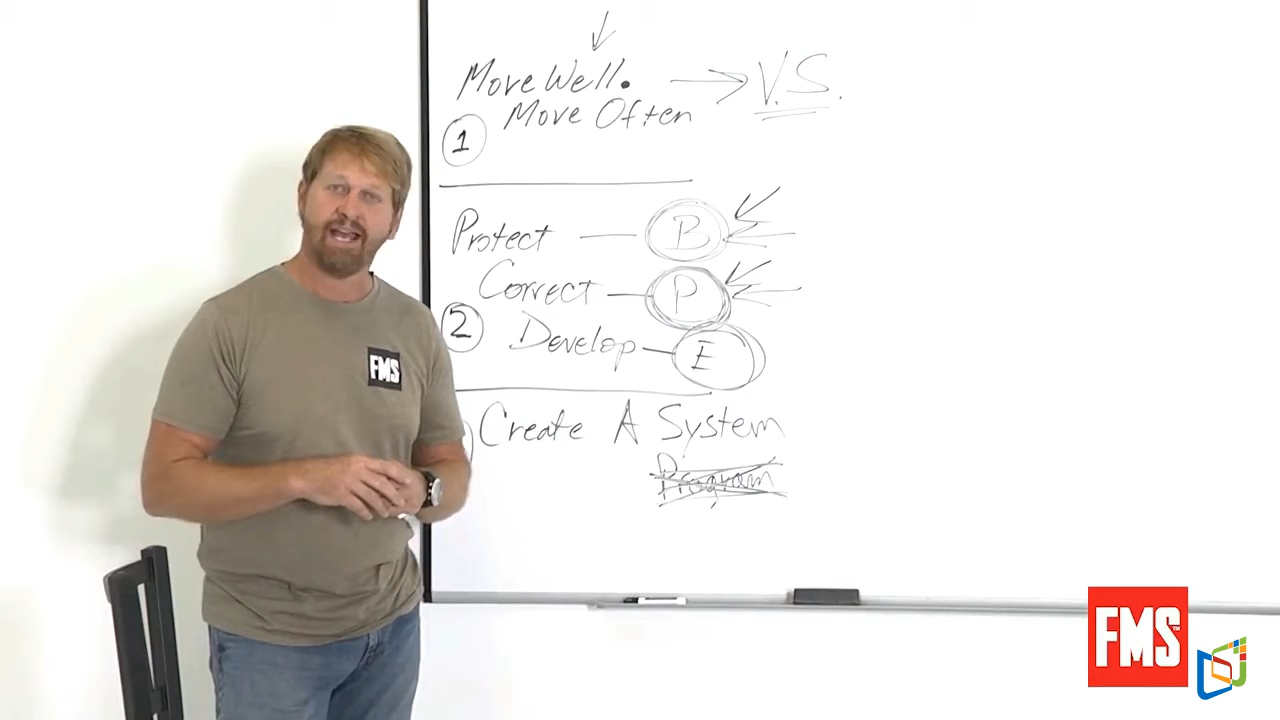 Move Well. → V.S.
Move Often
1
Protect — B
Correct — P
2
Develop — E
Create A System
Program
FMS
FMS